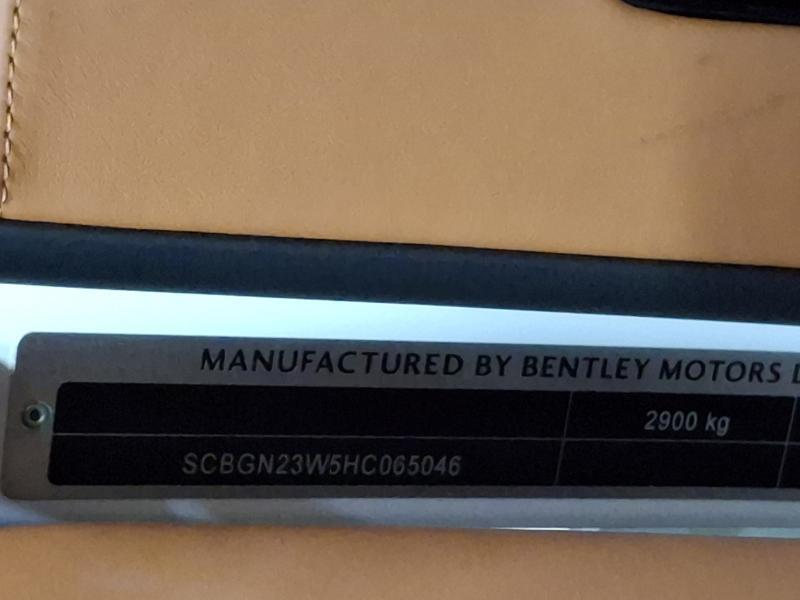 MANUFACTURED BY BENTLEY MOTORS
2900 kg
SCBGN23W5HC065046